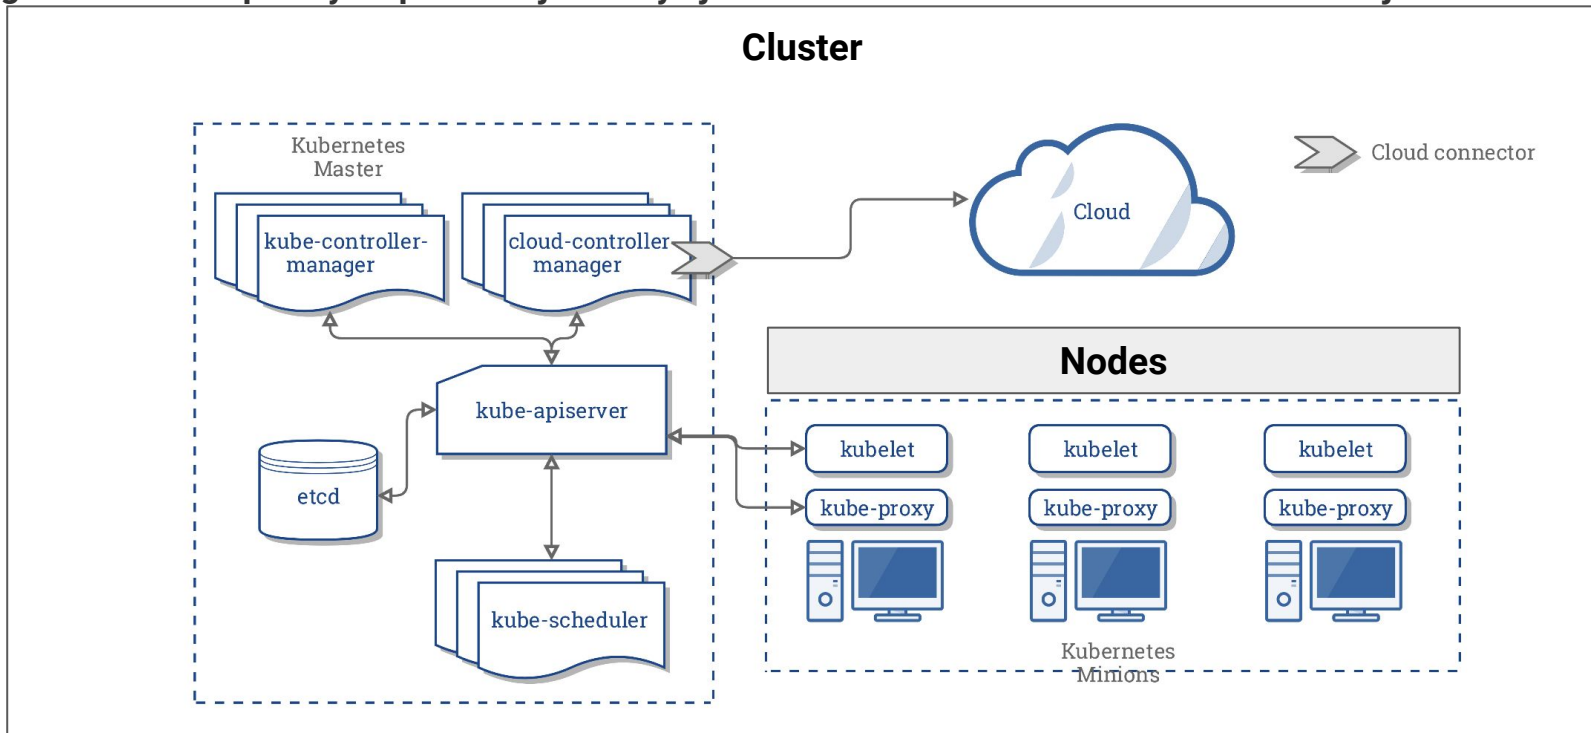 Cluster
Kubernetes
Master
kube-controller-
manager
cloud-controller
manager
Cloud
Cloud connector
kube-apiserver
etcd
kube-scheduler
Nodes
kubelet
kubelet
kubelet
kube-proxy
kube-proxy
kube-proxy
Kubernetes
Minions